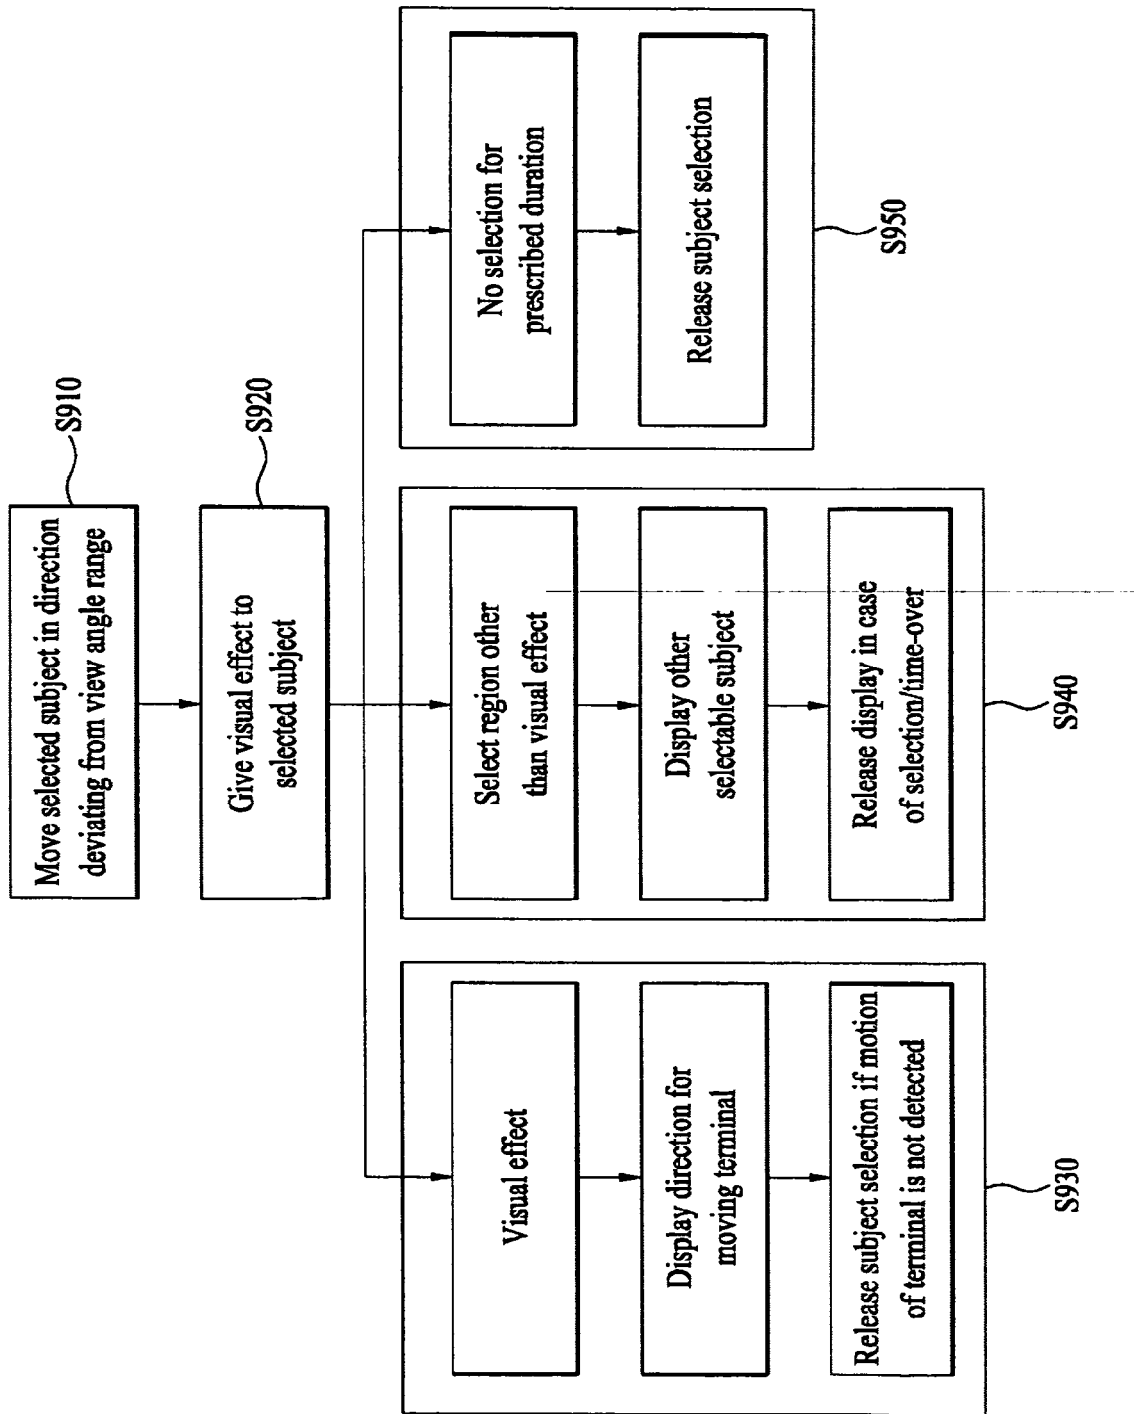 Move selected subject in direction
deviating from view angle range
S910
Give visual effect to
selected subject
S920
Visual effect
Display direction for
moving terminal
Release subject selection if motion
of terminal is not detected
S930
Select region other
than visual effect
Display other
selectable subject
Release display in case
of selection/time-over
S940
No selection for
prescribed duration
Release subject selection
S950